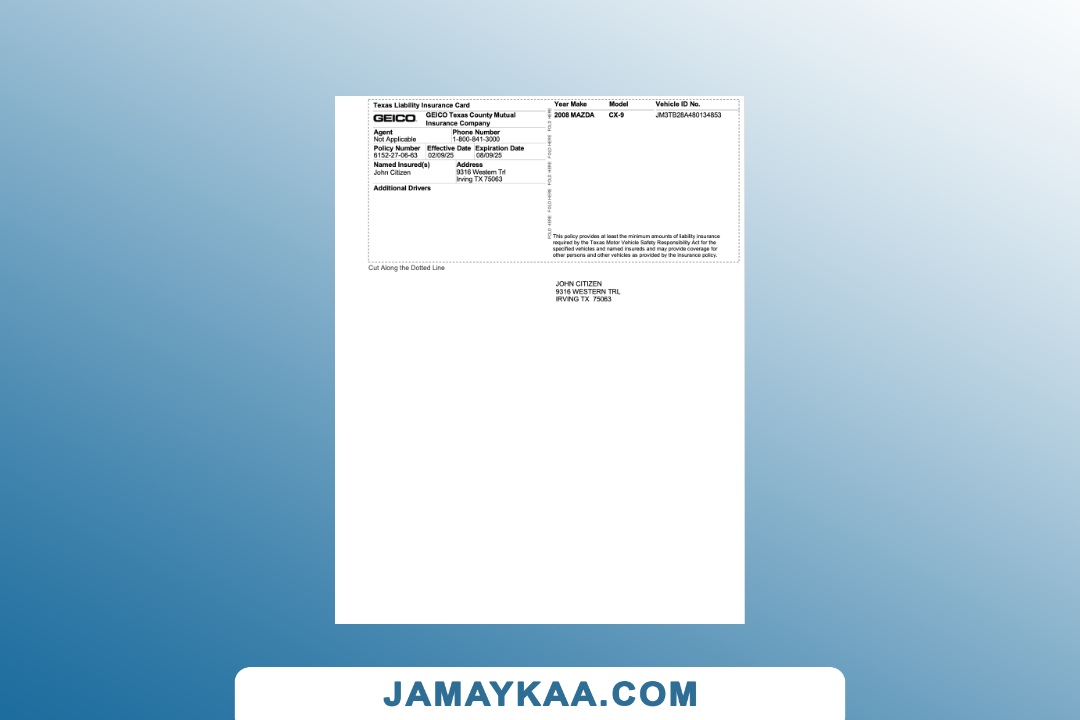 Texas Liability Insurance Card
GEICO GEICO Texas County Mutual
Insurance Company
Agent Phone Number
Not Applicable 1-800-841-3000
Policy Number Effective Date Expiration Date
6152-27-06-63 02/09/25 08/09/25
Named Insured(s) Address
John Citizen 9316 Western Trl
Irving TX 75063
Additional Drivers
FOLD HERE FOLD HERE FOLD HERE FOLD HERE FOLD HERE
Year Make Model Vehicle ID No.
2008 MAZDA CX-9 JM3TB28A480134853
This policy provides at least the minimum amounts of liability insurance
required by the Texas Motor Vehicle Safety Responsibility Act for the
specified vehicles and named insureds and may provide coverage for
other persons and other vehicles as provided by the insurance policy.
Cut Along the Dotted Line
JOHN CITIZEN
9316 WESTERN TRL
IRVING TX 75063
JAMAYKAA.COM